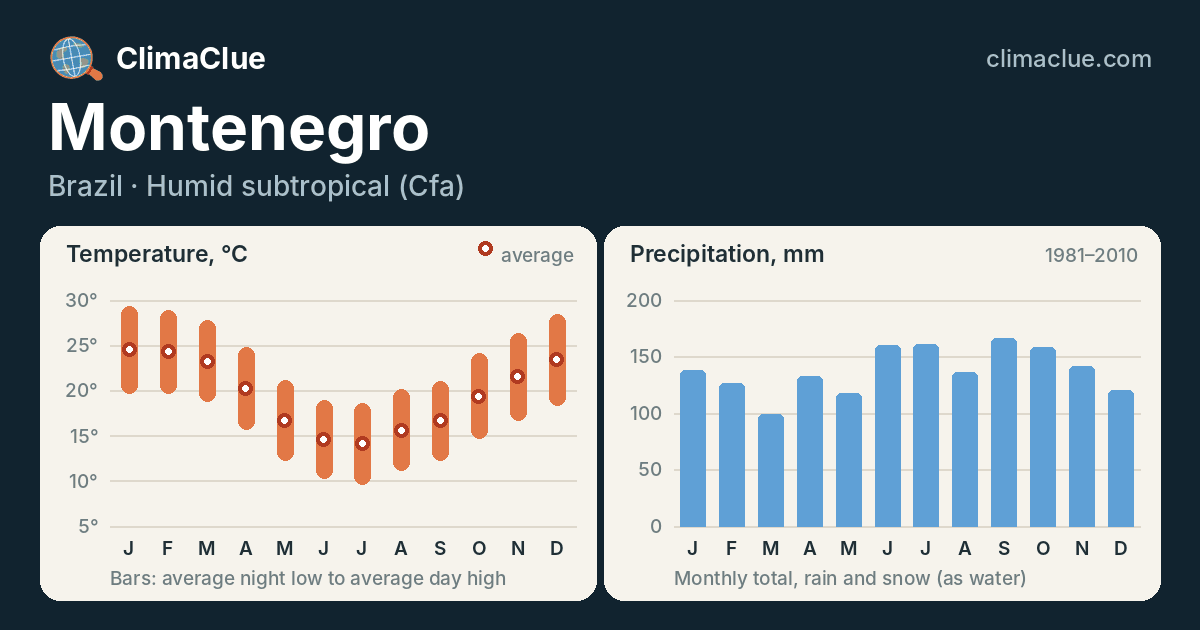 ClimaClue
climaclue.com
Montenegro
Brazil · Humid subtropical (Cfa)
Temperature, °C
average
30°
25°
20°
15°
10°
5°
J F M A M J J A S O N D
Bars: average night low to average day high
Precipitation, mm
1981–2010
200
150
100
50
0
J F M A M J J A S O N D
Monthly total, rain and snow (as water)